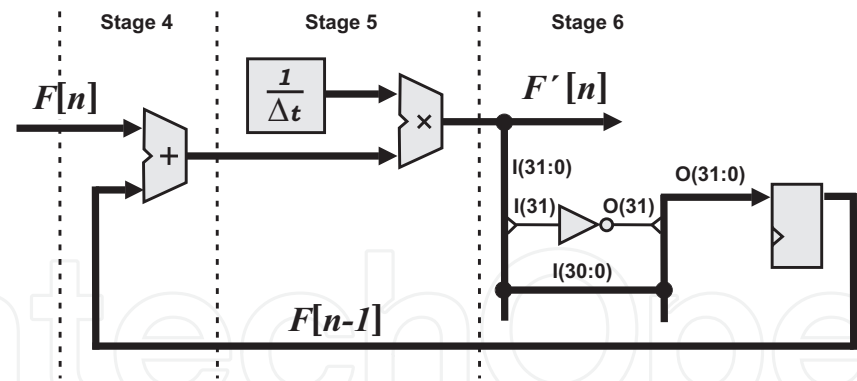 Stage 4 Stage 5 Stage 6
F[n]
1
Δt
F´[n]
+
×
I(31:0)
O(31:0)
I(31) O(31)
I(30:0)
F[n-1]